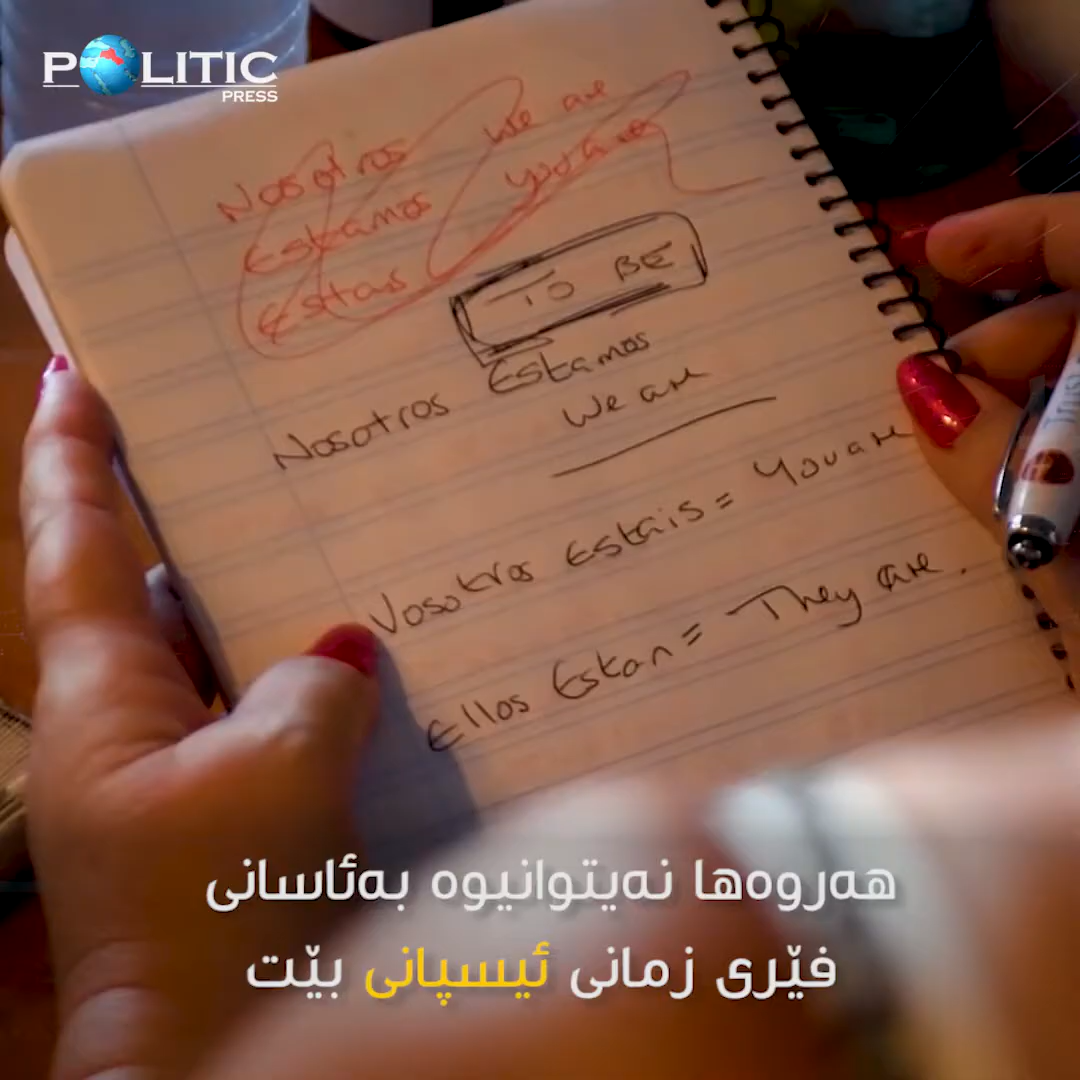 POLITIC
PRESS
Nosotros We are
Estamos You are
Estais
TO BE
Nosotros Estamos
We are
Vosotros Estais = You are
Ellos Estan = They are.
هەروەها نەیتوانیوە بەئاسانی
فێری زمانی ئیسپانی بێت